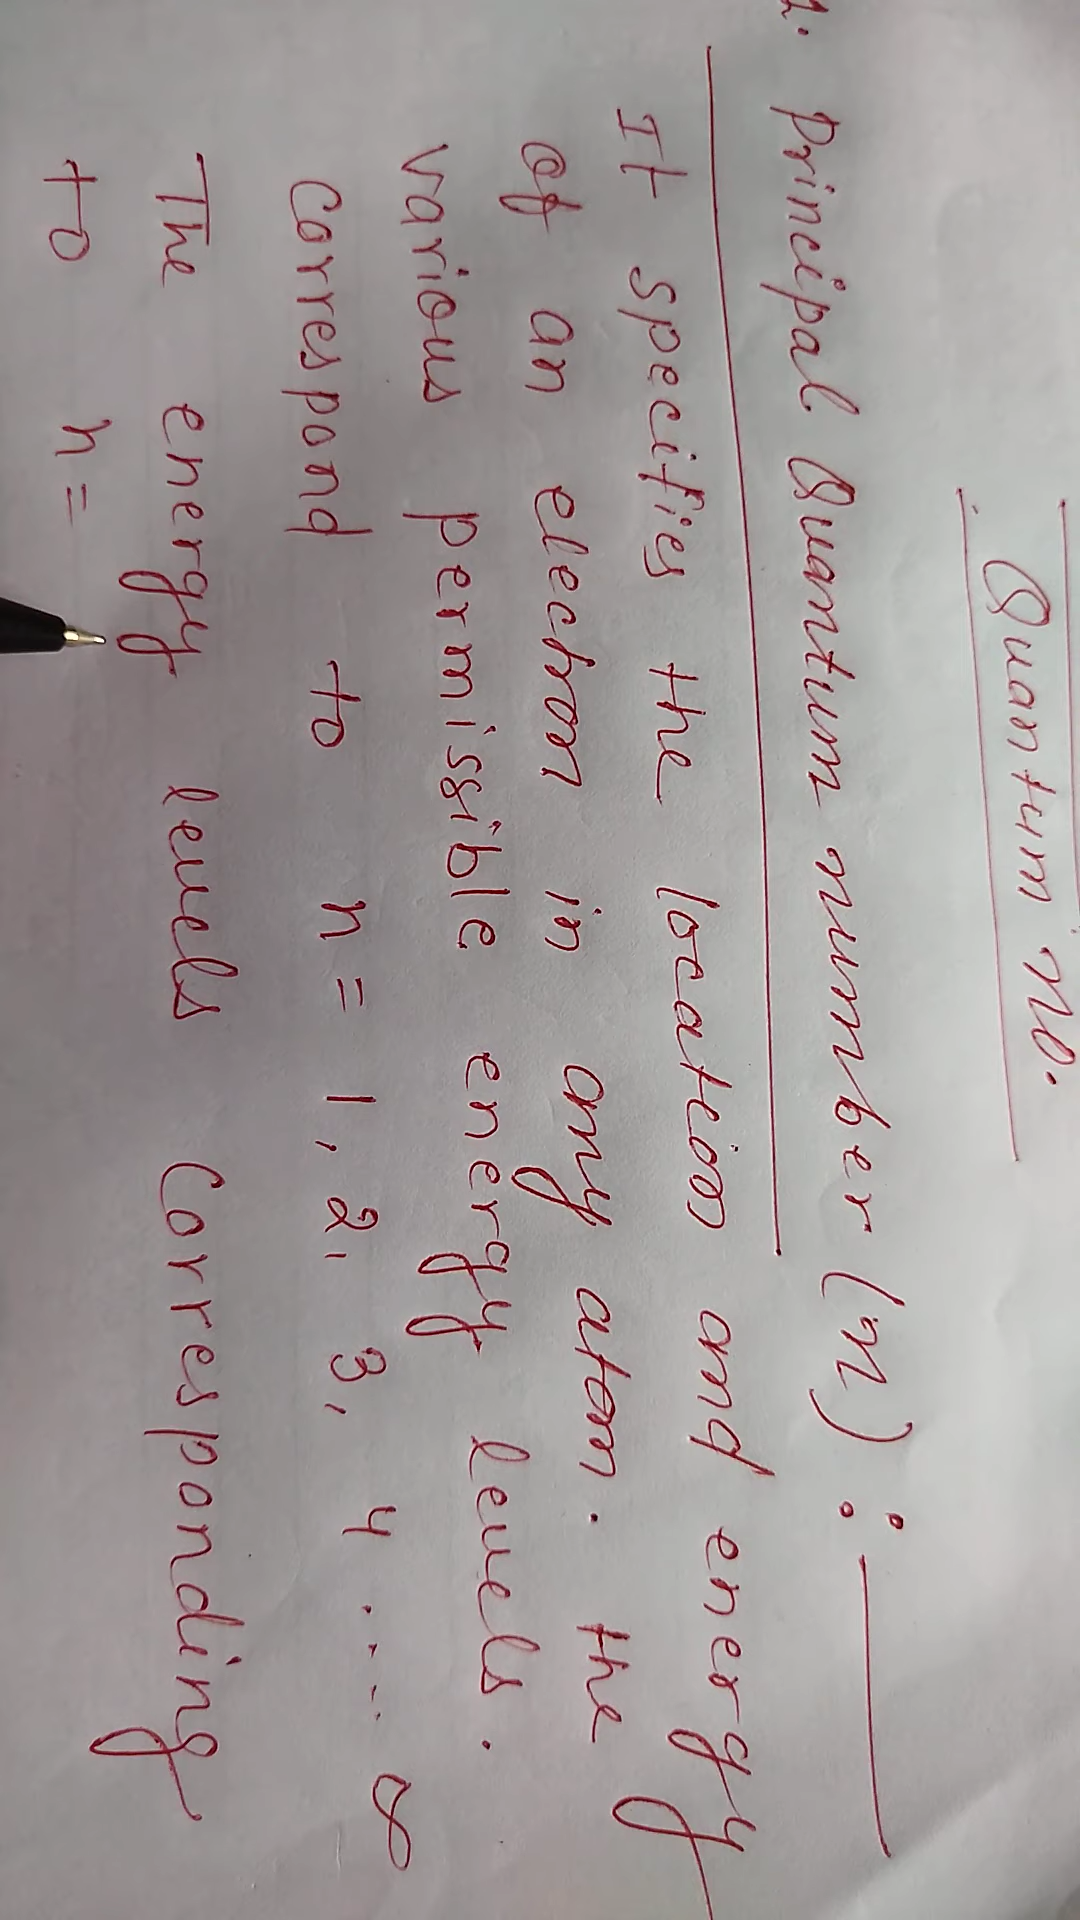 Quantum no.
1. Principal Quantum number (n) : —
It specifies the location and energy
of an electron in any atom. the
various permissible energy levels.
Correspond to n = 1, 2, 3, 4 .... ∞
The energy levels Corresponding
to n =